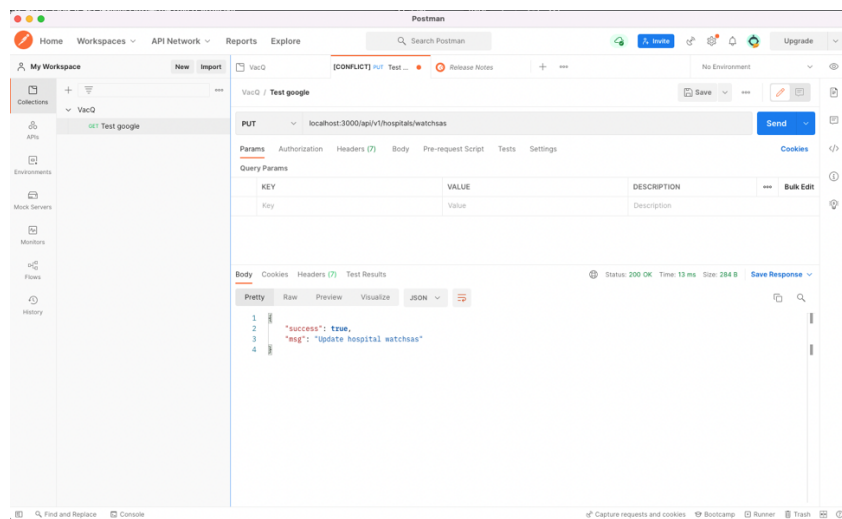 Postman
Home Workspaces API Network Reports Explore Search Postman Invite Upgrade
My Workspace New Import VacQ [CONFLICT] PUT Test ... Release Notes No Environment
Collections
VacQ / Test google Save
VacQ
GET Test google
APIs
PUT localhost:3000/api/v1/hospitals/watchsas Send
Params Authorization Headers (7) Body Pre-request Script Tests Settings Cookies
Environments
Query Params
KEY VALUE DESCRIPTION Bulk Edit
Key Value Description
Mock Servers
Monitors
Flows
Body Cookies Headers (7) Test Results Status: 200 OK Time: 13 ms Size: 284 B Save Response
Pretty Raw Preview Visualize JSON
History
1 {
2 "success": true,
3 "msg": "Update hospital watchsas"
4 }
Find and Replace Console Capture requests and cookies Bootcamp Runner Trash